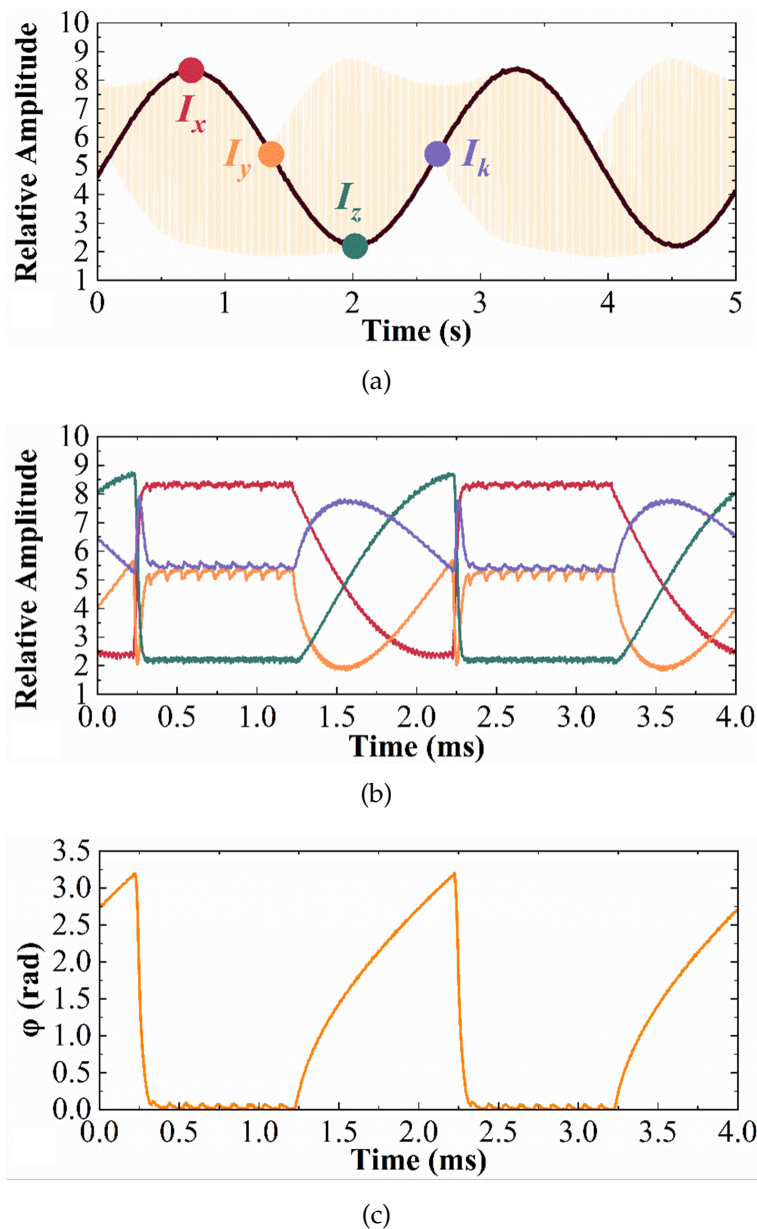 10
9
8
7
6
5
4
3
2
1
Relative Amplitude
I_x
I_y
I_z
I_k
0 1 2 3 4 5
Time (s)
(a)
10
9
8
7
6
5
4
3
2
1
Relative Amplitude
0.0 0.5 1.0 1.5 2.0 2.5 3.0 3.5 4.0
Time (ms)
(b)
3.5
3.0
2.5
2.0
1.5
1.0
0.5
0.0
φ (rad)
0.0 0.5 1.0 1.5 2.0 2.5 3.0 3.5 4.0
Time (ms)
(c)